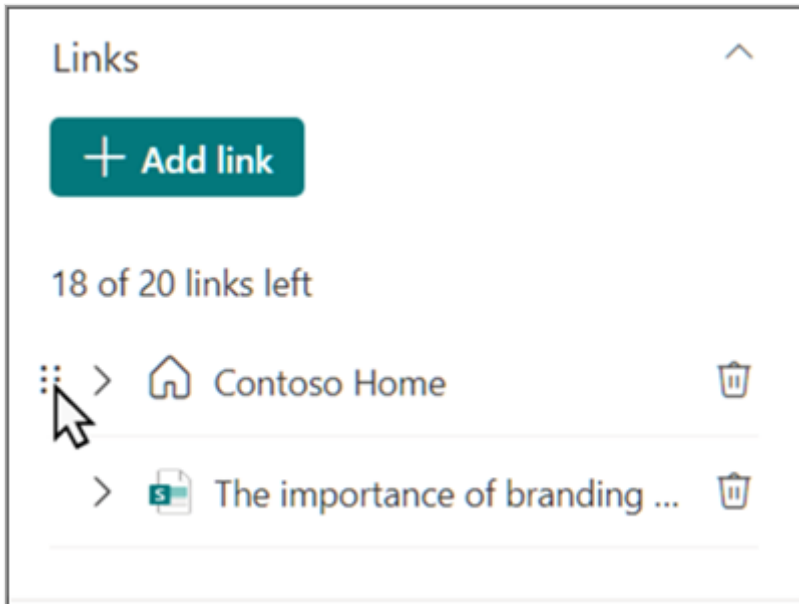 Links
Add link
18 of 20 links left
Contoso Home
The importance of branding ...